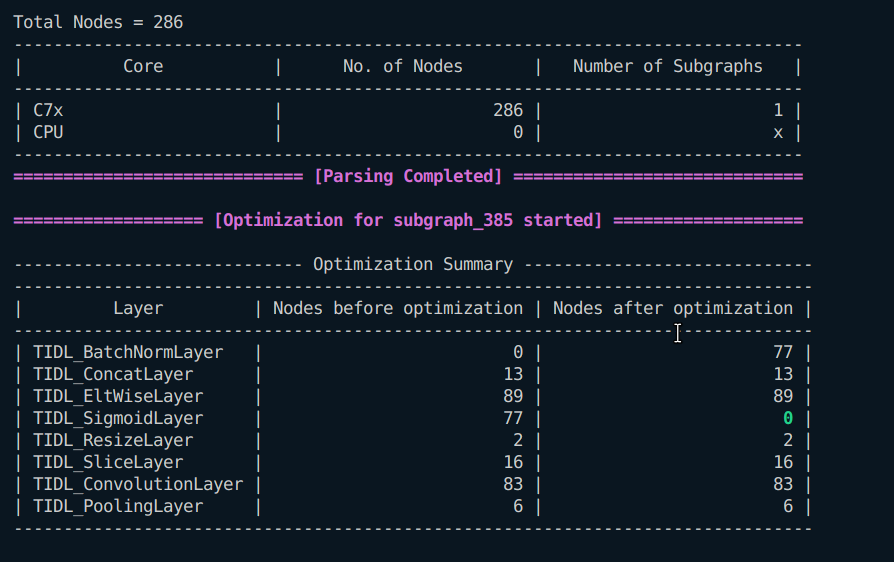 Total Nodes = 286
-------------------------------------------------------------------------------
|          Core           |      No. of Nodes       |   Number of Subgraphs   |
-------------------------------------------------------------------------------
| C7x                     |                     286 |                       1 |
| CPU                     |                       0 |                       x |
-------------------------------------------------------------------------------
============================= [Parsing Completed] =============================
=================== [Optimization for subgraph_385 started] ===================
----------------------------- Optimization Summary -----------------------------
--------------------------------------------------------------------------------
|         Layer         | Nodes before optimization | Nodes after optimization |
--------------------------------------------------------------------------------
| TIDL_BatchNormLayer   |                         0 |                       77 |
| TIDL_ConcatLayer      |                        13 |                       13 |
| TIDL_EltWiseLayer     |                        89 |                       89 |
| TIDL_SigmoidLayer     |                        77 |                        0 |
| TIDL_ResizeLayer      |                         2 |                        2 |
| TIDL_SliceLayer       |                        16 |                       16 |
| TIDL_ConvolutionLayer |                        83 |                       83 |
| TIDL_PoolingLayer     |                         6 |                        6 |
--------------------------------------------------------------------------------